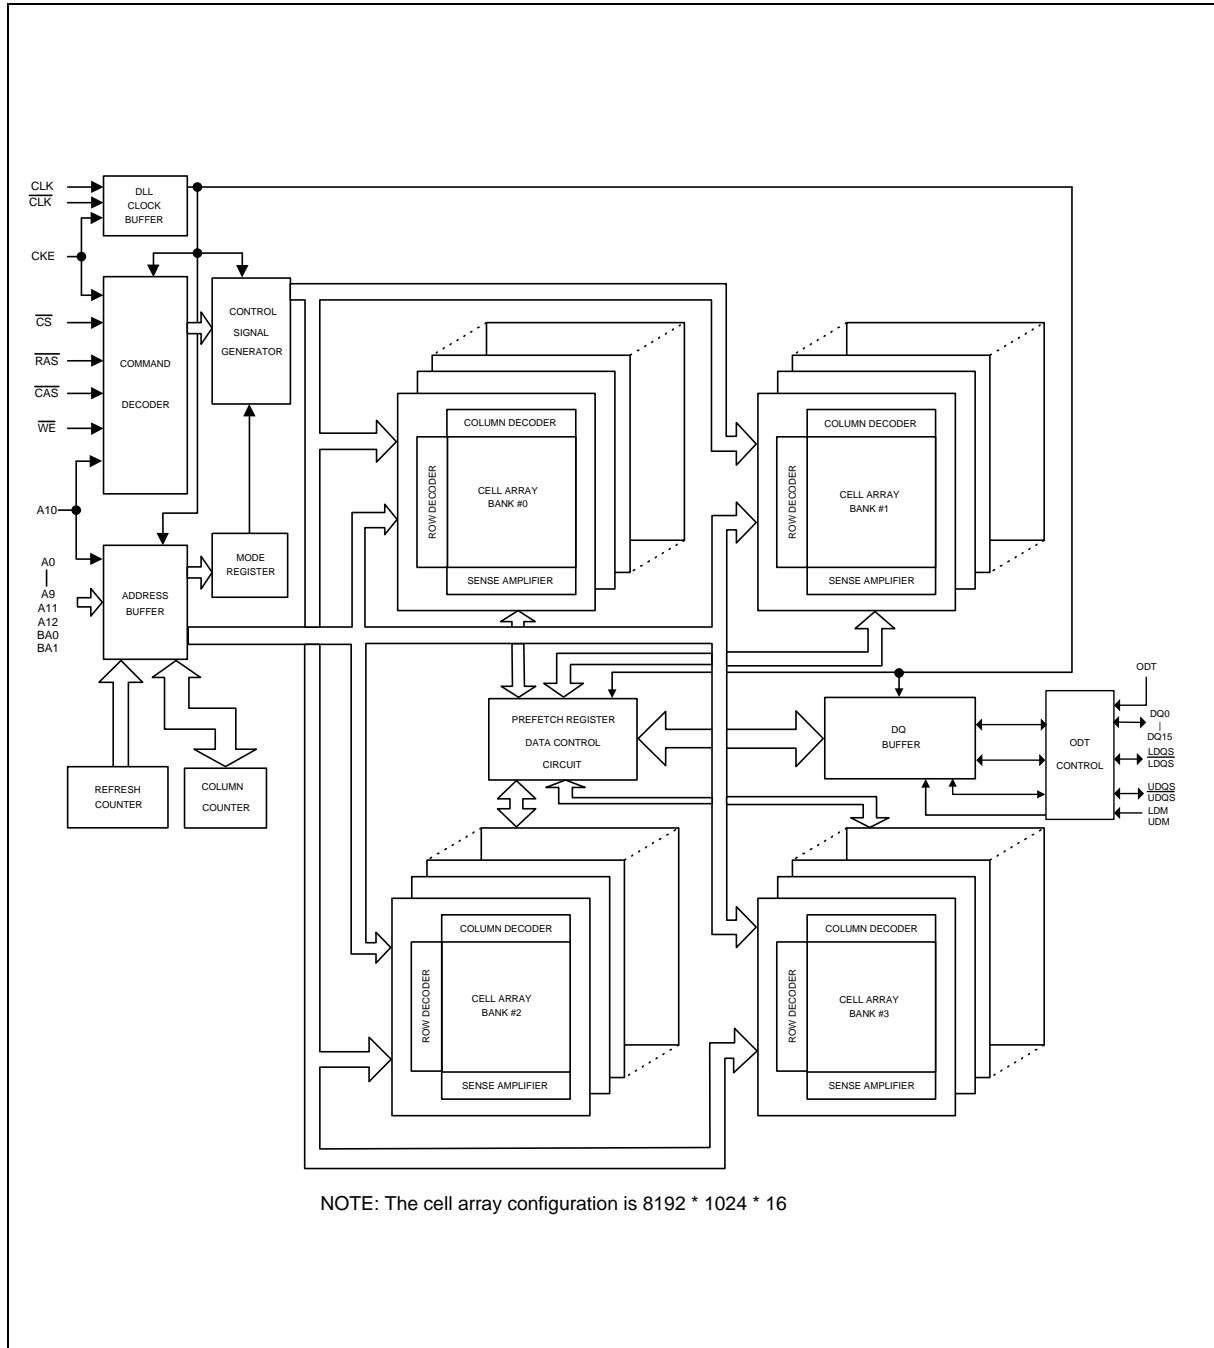 CLK
CLK
CKE
CS
RAS
CAS
WE
A10
A0
A9
A11
A12
BA0
BA1
DLL
CLOCK
BUFFER
COMMAND
DECODER
CONTROL
SIGNAL
GENERATOR
MODE
REGISTER
ADDRESS
BUFFER
REFRESH
COUNTER
COLUMN
COUNTER
COLUMN DECODER
ROW DECODER
CELL ARRAY
BANK #0
SENSE AMPLIFIER
COLUMN DECODER
ROW DECODER
CELL ARRAY
BANK #1
SENSE AMPLIFIER
PREFETCH REGISTER
DATA CONTROL
CIRCUIT
DQ
BUFFER
ODT
CONTROL
ODT
DQ0
|
DQ15
LDQS
LDQS
UDQS
UDQS
LDM
UDM
COLUMN DECODER
ROW DECODER
CELL ARRAY
BANK #2
SENSE AMPLIFIER
COLUMN DECODER
ROW DECODER
CELL ARRAY
BANK #3
SENSE AMPLIFIER
NOTE: The cell array configuration is 8192 * 1024 * 16